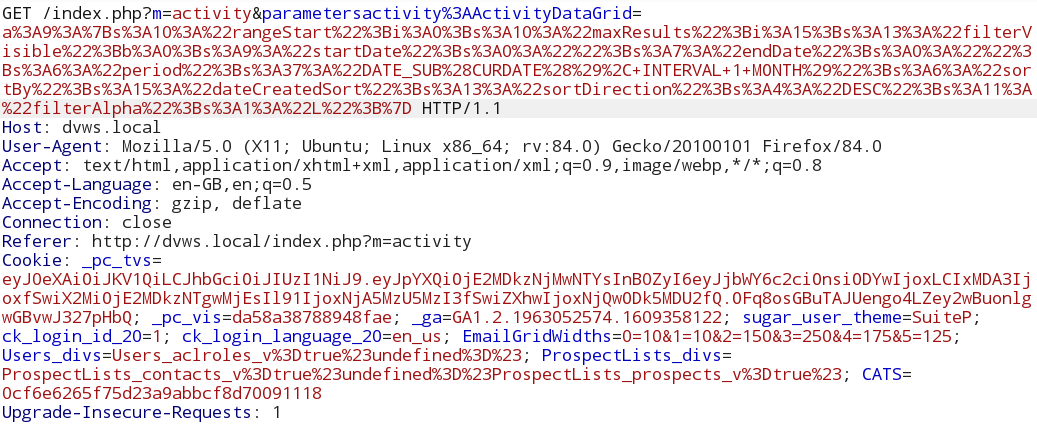 GET /index.php?m=activity&parametersactivity%3AActivityDataGrid=
a%3A9%3A%7Bs%3A10%3A%22rangeStart%22%3Bi%3A0%3Bs%3A10%3A%22maxResults%22%3Bi%3A15%3Bs%3A13%3A%22filterV
isible%22%3Bb%3A0%3Bs%3A9%3A%22startDate%22%3Bs%3A0%3A%22%22%3Bs%3A7%3A%22endDate%22%3Bs%3A0%3A%22%22%3
Bs%3A6%3A%22period%22%3Bs%3A37%3A%22DATE_SUB%28CURDATE%28%29%2C+INTERVAL+1+MONTH%29%22%3Bs%3A6%3A%22sor
tBy%22%3Bs%3A15%3A%22dateCreatedSort%22%3Bs%3A13%3A%22sortDirection%22%3Bs%3A4%3A%22DESC%22%3Bs%3A11%3A
%22filterAlpha%22%3Bs%3A1%3A%22L%22%3B%7D HTTP/1.1
Host: dvws.local
User-Agent: Mozilla/5.0 (X11; Ubuntu; Linux x86_64; rv:84.0) Gecko/20100101 Firefox/84.0
Accept: text/html,application/xhtml+xml,application/xml;q=0.9,image/webp,*/*;q=0.8
Accept-Language: en-GB,en;q=0.5
Accept-Encoding: gzip, deflate
Connection: close
Referer: http://dvws.local/index.php?m=activity
Cookie: _pc_tvs=
eyJ0eXAiOiJKV1QiLCJhbGciOiJIUzI1NiJ9.eyJpYXQiOjE2MDkzNjMwNTYsInB0ZyI6eyJjbWY6c2ciOnsiODYwIjoxLCIxMDA3Ij
oxfSwiX2MiOjE2MDkzNTgwMjEsIl91IjoxNjA5MzU5MzI3fSwiZXhwIjoxNjQwODk5MDU2fQ.OFq8osGBuTAJUengo4LZey2wBuonlg
wGBvwJ327pHbQ; _pc_vis=da58a38788948fae; _ga=GA1.2.1963052574.1609358122; sugar_user_theme=SuiteP;
ck_login_id_20=1; ck_login_language_20=en_us; EmailGridWidths=0=10&1=10&2=150&3=250&4=175&5=125;
Users_divs=Users_aclroles_v%3Dtrue%23undefined%3D%23; ProspectLists_divs=
ProspectLists_contacts_v%3Dtrue%23undefined%3D%23ProspectLists_prospects_v%3Dtrue%23; CATS=
0cf6e6265f75d23a9abbcf8d70091118
Upgrade-Insecure-Requests: 1